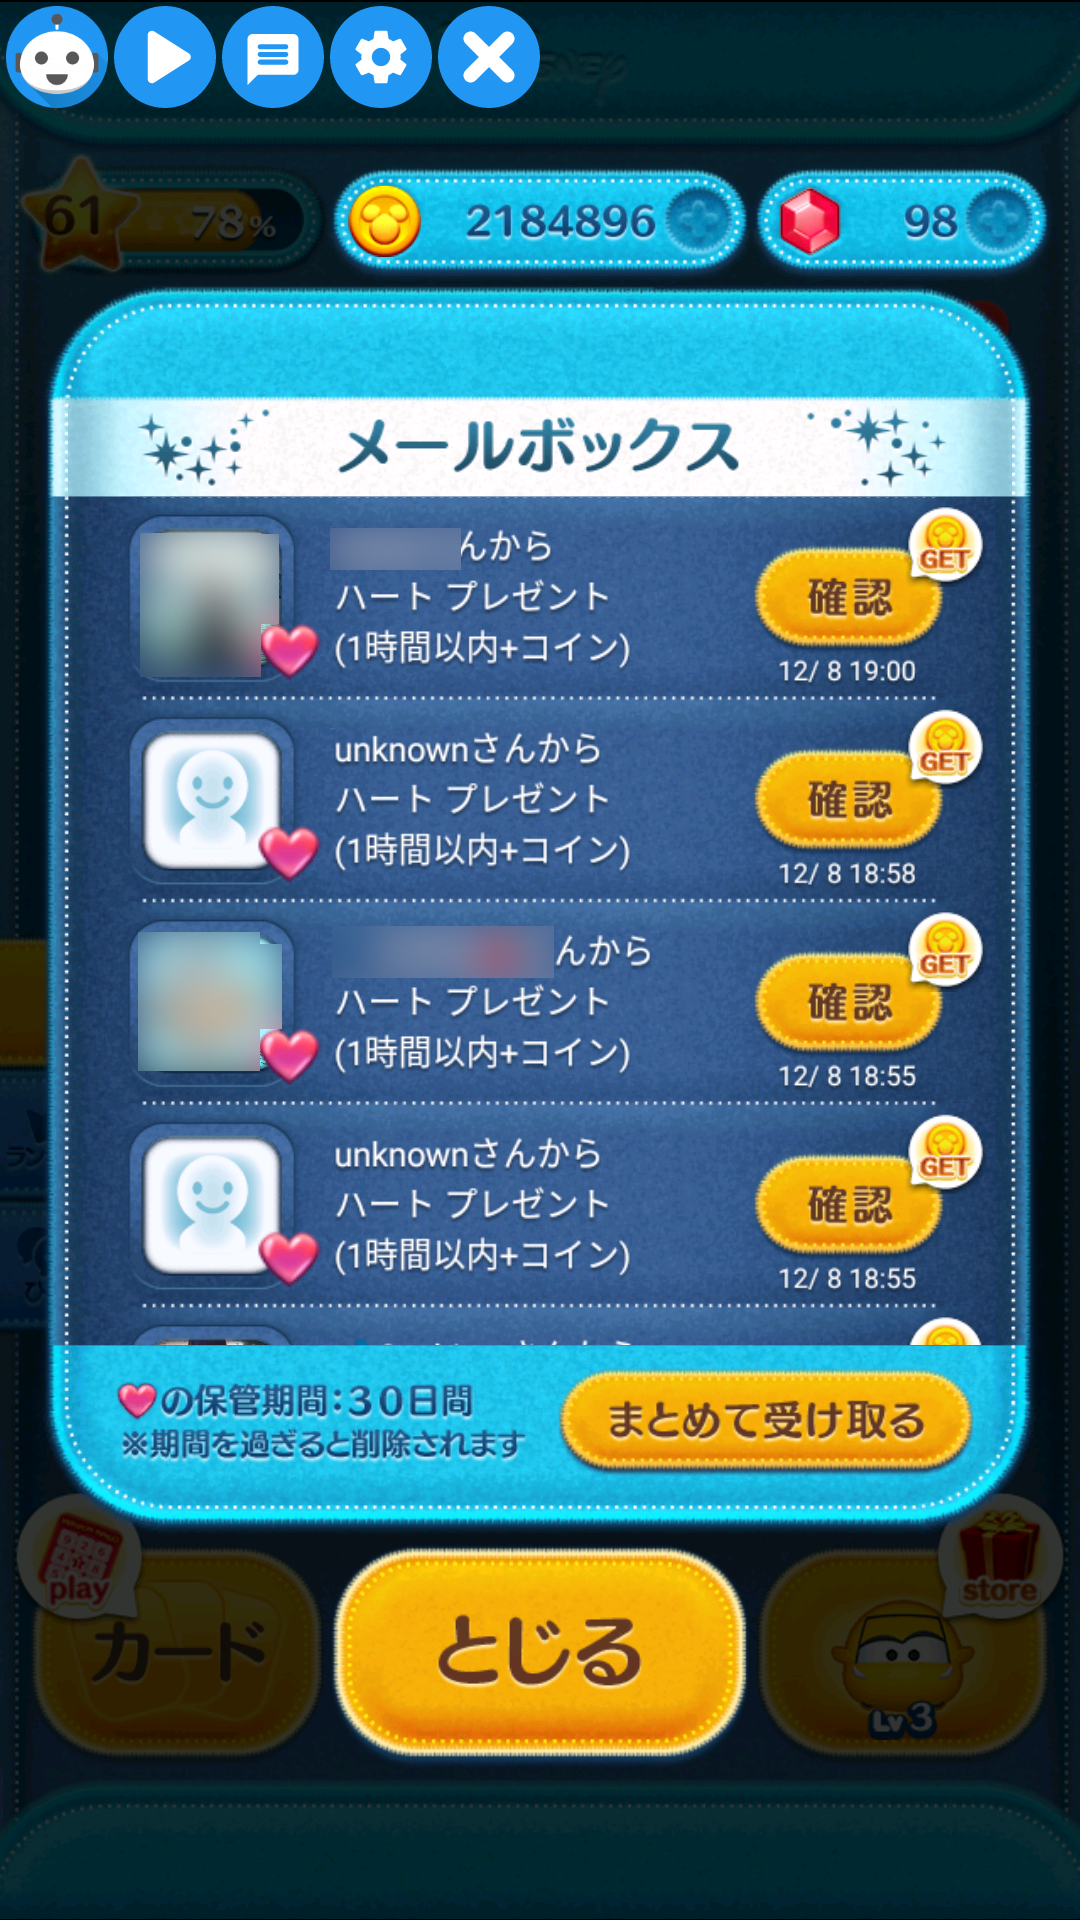 61
78%
2184896
98
メールボックス
んから
ハート プレゼント
(1時間以内+コイン)
GET
確認
12/ 8 19:00
unknownさんから
ハート プレゼント
(1時間以内+コイン)
GET
確認
12/ 8 18:58
んから
ハート プレゼント
(1時間以内+コイン)
GET
確認
12/ 8 18:55
unknownさんから
ハート プレゼント
(1時間以内+コイン)
GET
確認
12/ 8 18:55
の保管期間:30日間
※期間を過ぎると削除されます
まとめて受け取る
play
カード
とじる
store
Lv 3